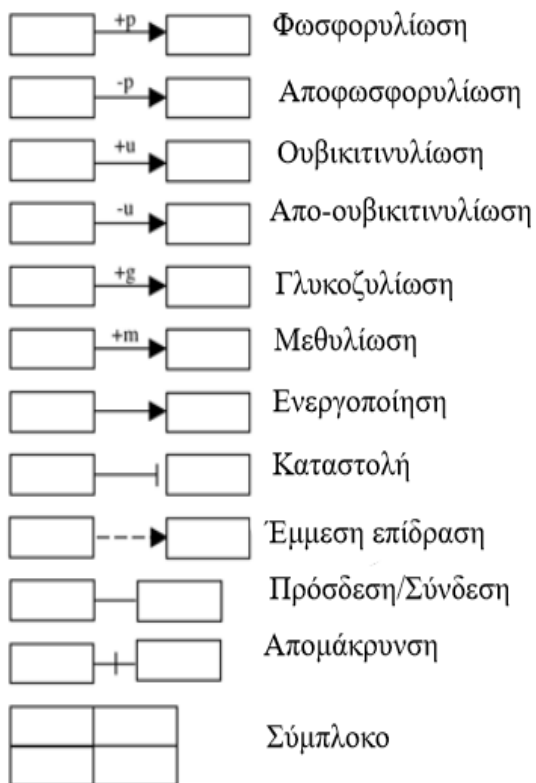 +p Φωσφορυλίωση
-p Αποφωσφορυλίωση
+u Ουβικιτινυλίωση
-u Απο-ουβικιτινυλίωση
+g Γλυκοζυλίωση
+m Μεθυλίωση
Ενεργοποίηση
Καταστολή
Έμμεση επίδραση
Πρόσδεση/Σύνδεση
Απομάκρυνση
Σύμπλοκο